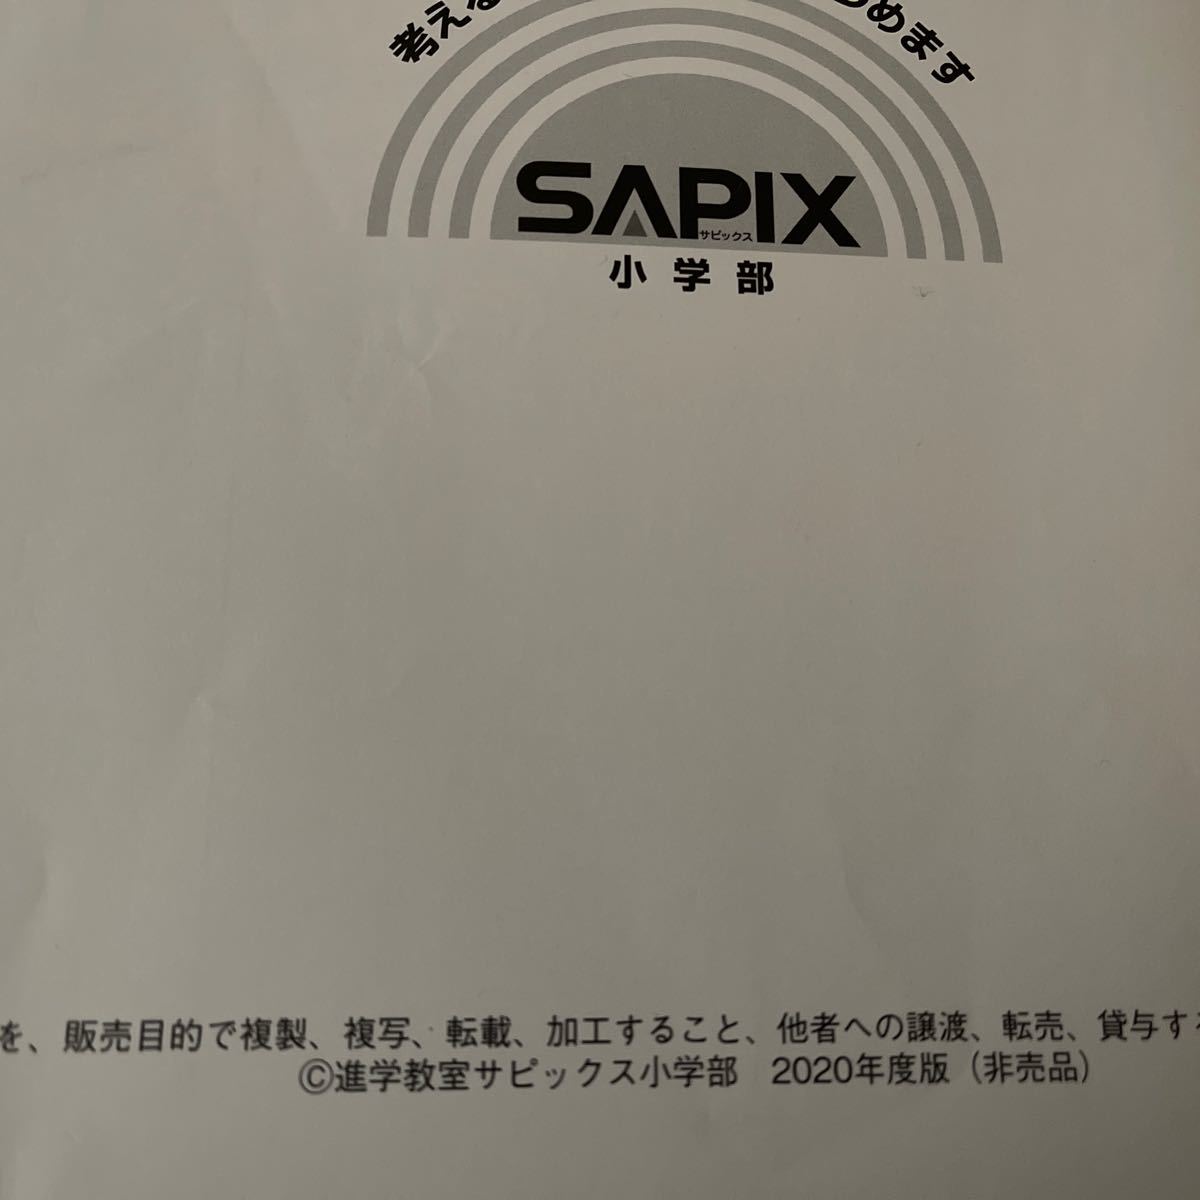 考える
めます
SAPIX
サピックス
小学部
を、販売目的で複製、複写、転載、加工すること、他者への譲渡、転売、貸与する
©進学教室サピックス小学部　2020年度版（非売品）